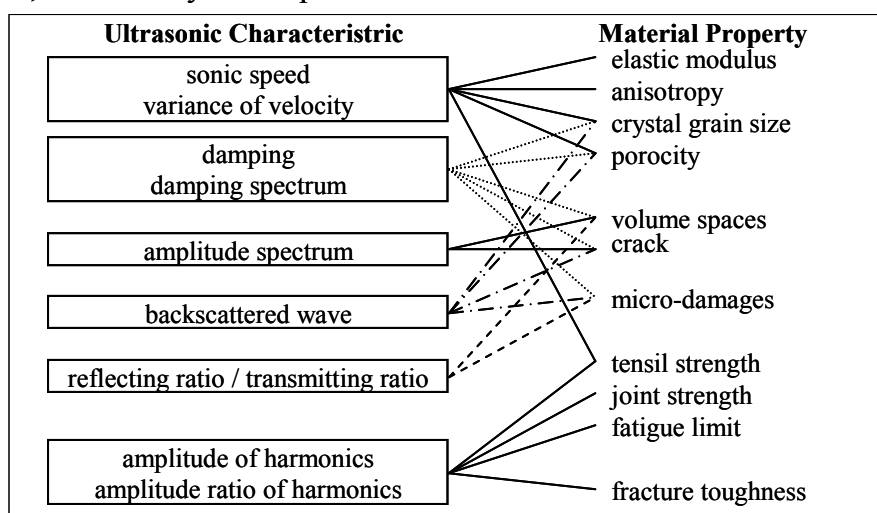 Ultrasonic Characteristric
Material Property
sonic speed
variance of velocity
damping
damping spectrum
amplitude spectrum
backscattered wave
reflecting ratio / transmitting ratio
amplitude of harmonics
amplitude ratio of harmonics
elastic modulus
anisotropy
crystal grain size
porocity
volume spaces
crack
micro-damages
tensil strength
joint strength
fatigue limit
fracture toughness